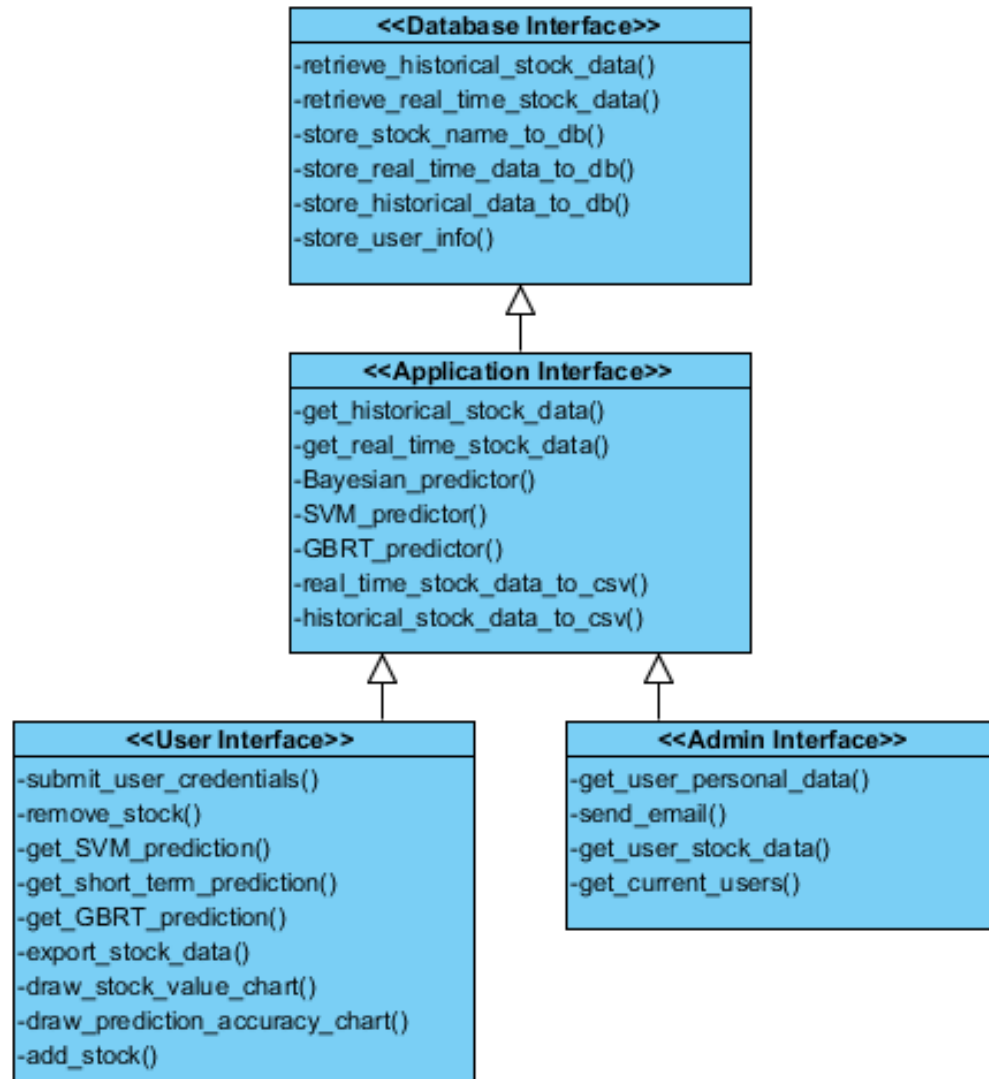 <<Database Interface>>
-retrieve_historical_stock_data()
-retrieve_real_time_stock_data()
-store_stock_name_to_db()
-store_real_time_data_to_db()
-store_historical_data_to_db()
-store_user_info()
<<Application Interface>>
-get_historical_stock_data()
-get_real_time_stock_data()
-Bayesian_predictor()
-SVM_predictor()
-GBRT_predictor()
-real_time_stock_data_to_csv()
-historical_stock_data_to_csv()
<<User Interface>>
-submit_user_credentials()
-remove_stock()
-get_SVM_prediction()
-get_short_term_prediction()
-get_GBRT_prediction()
-export_stock_data()
-draw_stock_value_chart()
-draw_prediction_accuracy_chart()
-add_stock()
<<Admin Interface>>
-get_user_personal_data()
-send_email()
-get_user_stock_data()
-get_current_users()